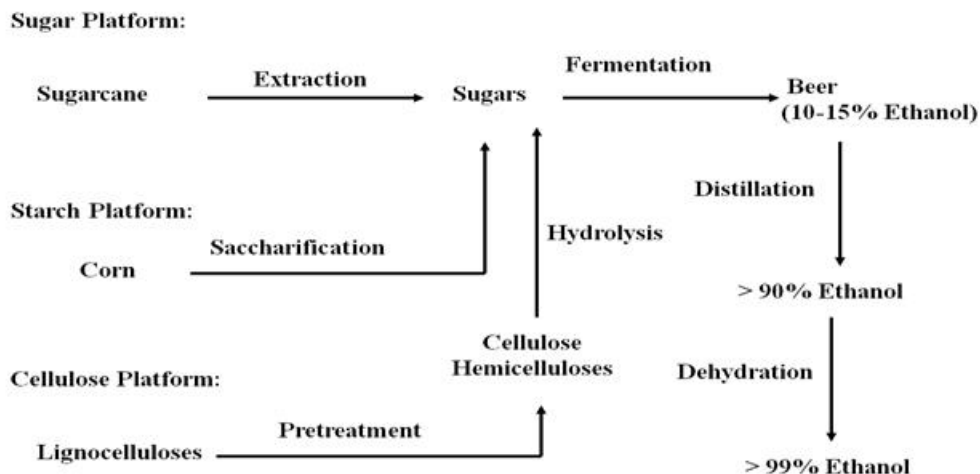 Sugar Platform:
Sugarcane
Extraction
Sugars
Fermentation
Beer
(10-15% Ethanol)
Distillation
Starch Platform:
Corn
Saccharification
Hydrolysis
> 90% Ethanol
Cellulose
Hemicelluloses
Dehydration
Cellulose Platform:
Lignocelluloses
Pretreatment
> 99% Ethanol